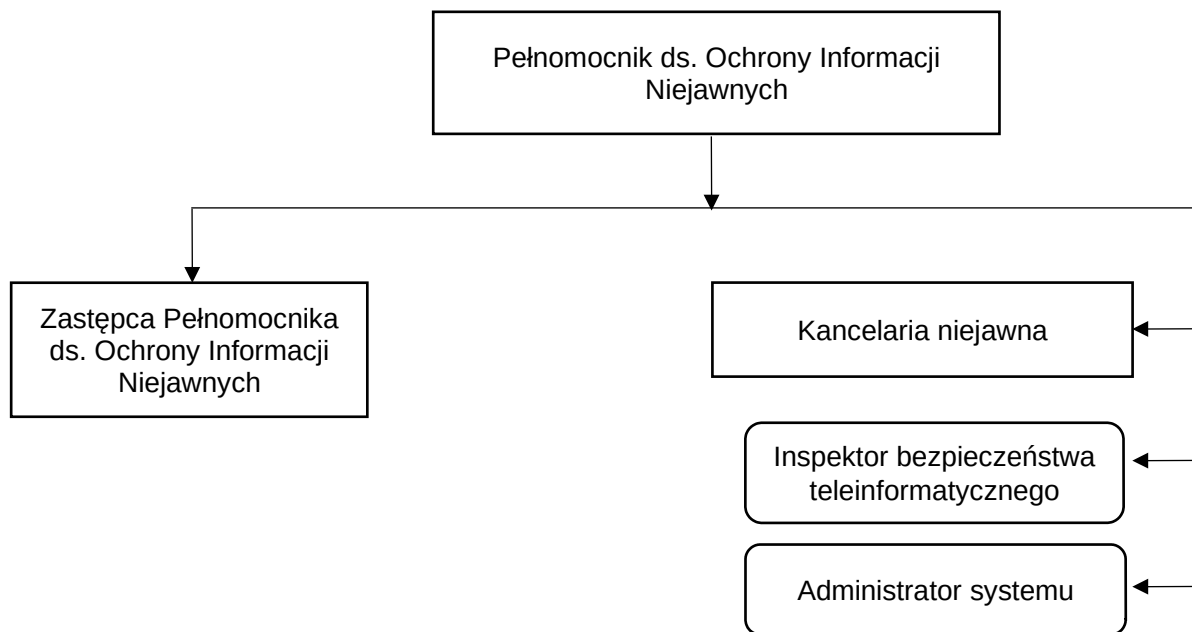 Pełnomocnik ds. Ochrony Informacji
Niejawnych
Zastępca Pełnomocnika
ds. Ochrony Informacji
Niejawnych
Kancelaria niejawna
Inspektor bezpieczeństwa
teleinformatycznego
Administrator systemu